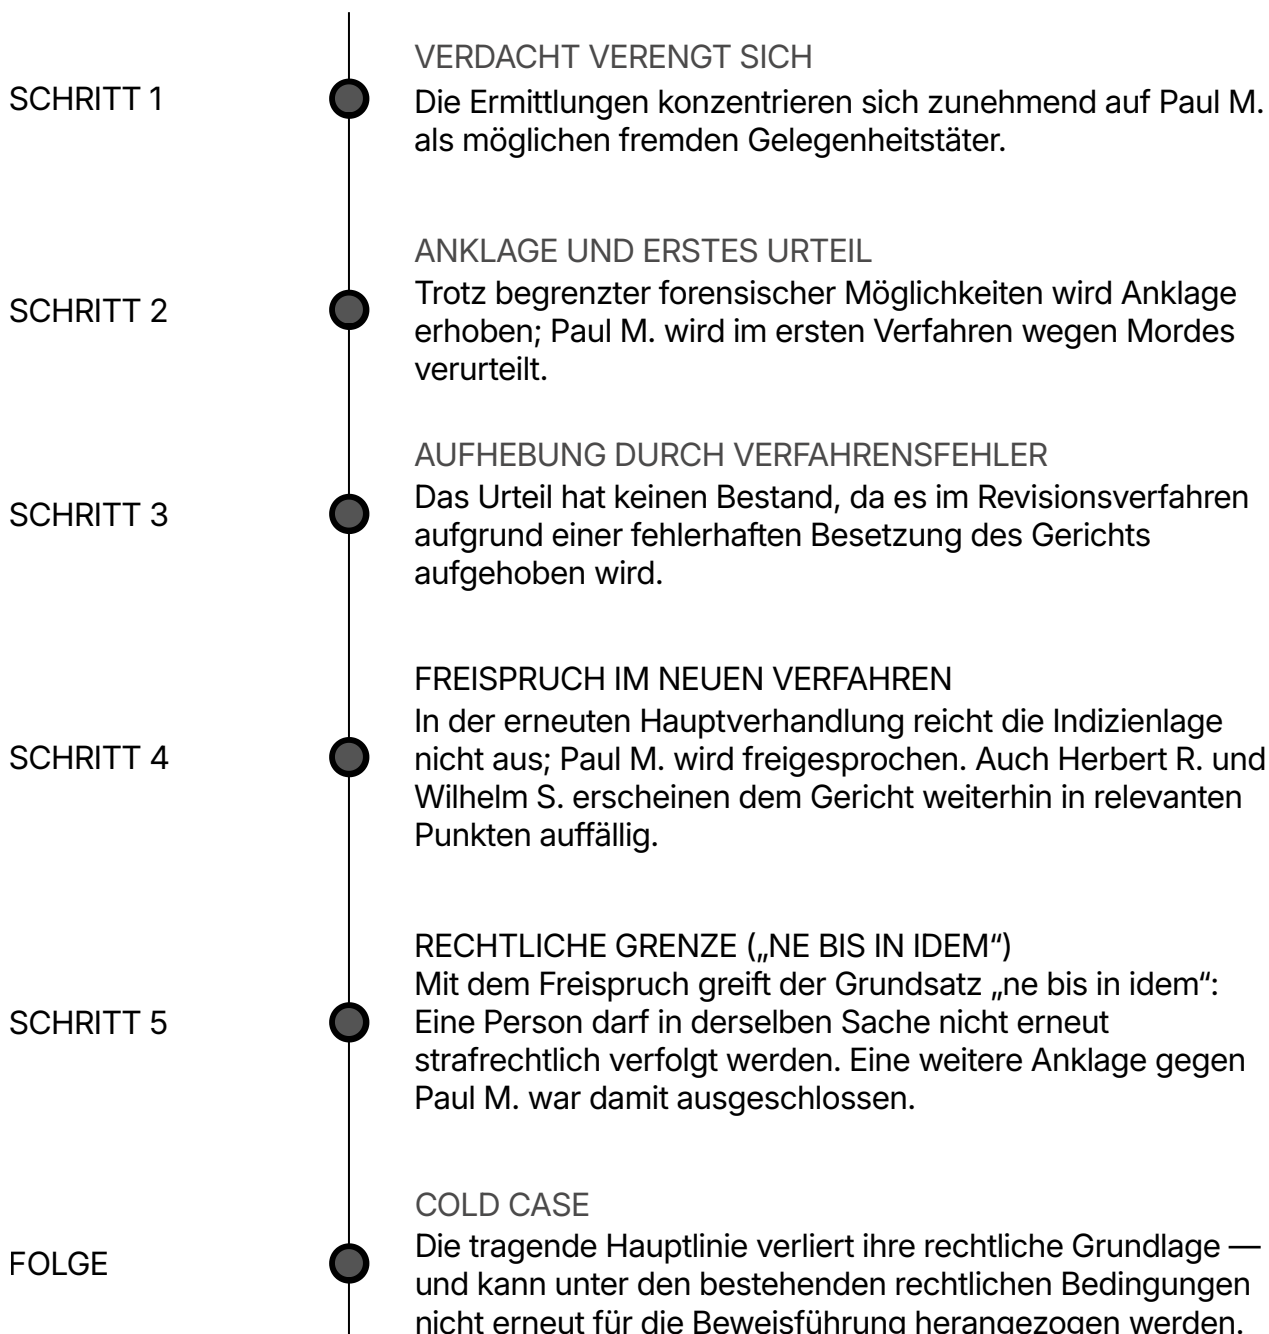 VERDACHT VERENGT SICH
SCHRITT 1
Die Ermittlungen konzentrieren sich zunehmend auf Paul M.
als möglichen fremden Gelegenheitstäter.
ANKLAGE UND ERSTES URTEIL
SCHRITT 2
Trotz begrenzter forensischer Möglichkeiten wird Anklage
erhoben; Paul M. wird im ersten Verfahren wegen Mordes
verurteilt.
AUFHEBUNG DURCH VERFAHRENSFEHLER
SCHRITT 3
Das Urteil hat keinen Bestand, da es im Revisionsverfahren
aufgrund einer fehlerhaften Besetzung des Gerichts
aufgehoben wird.
FREISPRUCH IM NEUEN VERFAHREN
SCHRITT 4
In der erneuten Hauptverhandlung reicht die Indizienlage
nicht aus; Paul M. wird freigesprochen. Auch Herbert R. und
Wilhelm S. erscheinen dem Gericht weiterhin in relevanten
Punkten auffällig.
RECHTLICHE GRENZE („NE BIS IN IDEM“)
SCHRITT 5
Mit dem Freispruch greift der Grundsatz „ne bis in idem“:
Eine Person darf in derselben Sache nicht erneut
strafrechtlich verfolgt werden. Eine weitere Anklage gegen
Paul M. war damit ausgeschlossen.
COLD CASE
FOLGE
Die tragende Hauptlinie verliert ihre rechtliche Grundlage —
und kann unter den bestehenden rechtlichen Bedingungen
nicht erneut für die Beweisführung herangezogen werden.